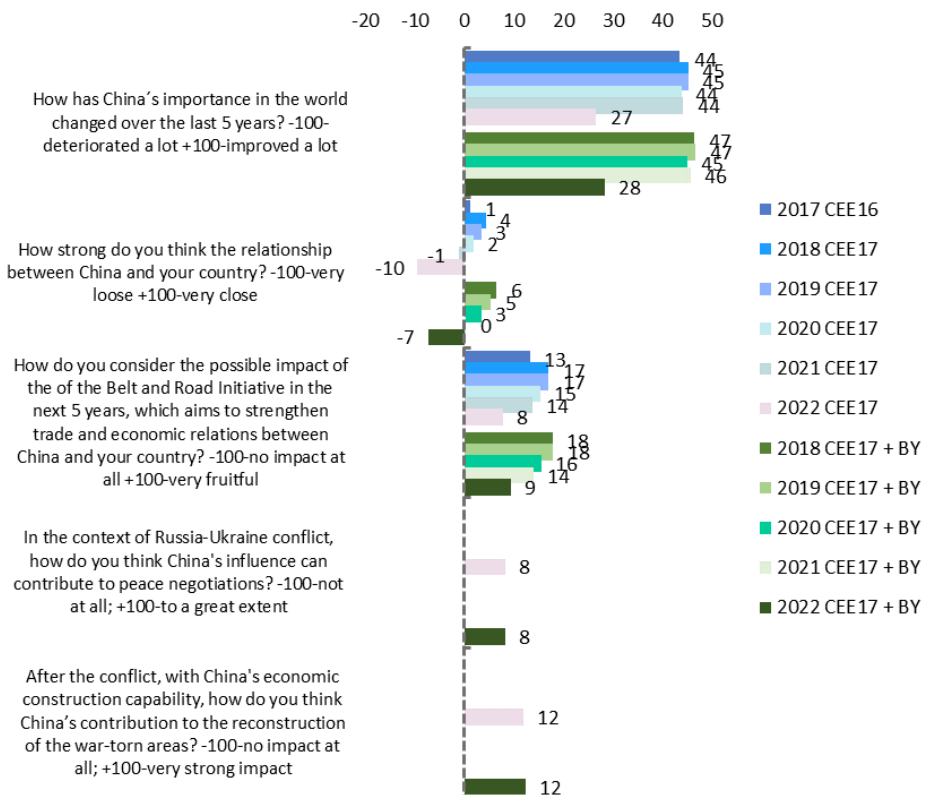 -20 -10 0 10 20 30 40 50
How has China´s importance in the world
changed over the last 5 years? -100-
deteriorated a lot +100-improved a lot
44
45
45
44
44
27
47
47
45
46
28
How strong do you think the relationship
between China and your country? -100-very
loose +100-very close
1
4
3
2
-1
-10
6
5
3
0
-7
How do you consider the possible impact of
the of the Belt and Road Initiative in the
next 5 years, which aims to strengthen
trade and economic relations between
China and your country? -100-no impact at
all +100-very fruitful
13
17
17
15
14
8
18
18
16
14
9
In the context of Russia-Ukraine conflict,
how do you think China's influence can
contribute to peace negotiations? -100-not
at all; +100-to a great extent
8
8
After the conflict, with China's economic
construction capability, how do you think
China’s contribution to the reconstruction
of the war-torn areas? -100-no impact at
all; +100-very strong impact
12
12
2017 CEE16
2018 CEE17
2019 CEE17
2020 CEE17
2021 CEE17
2022 CEE17
2018 CEE17 + BY
2019 CEE17 + BY
2020 CEE17 + BY
2021 CEE17 + BY
2022 CEE17 + BY